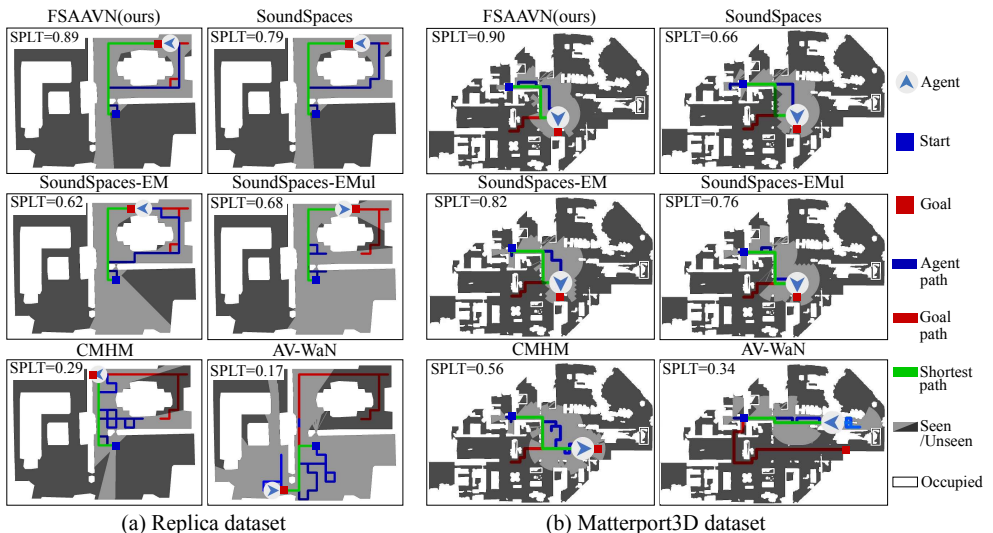 FSAAVN(ours)
SoundSpaces
FSAAVN(ours)
SoundSpaces
SPLT=0.89
SPLT=0.79
SPLT=0.90
SPLT=0.66
Agent
Start
SoundSpaces-EM
SoundSpaces-EMul
SoundSpaces-EM
SoundSpaces-EMul
SPLT=0.62
SPLT=0.68
SPLT=0.82
SPLT=0.76
Goal
Agent
path
Goal
path
CMHM
AV-WaN
CMHM
AV-WaN
SPLT=0.29
SPLT=0.17
SPLT=0.56
SPLT=0.34
Shortest
path
Seen
/Unseen
Occupied
(a) Replica dataset
(b) Matterport3D dataset